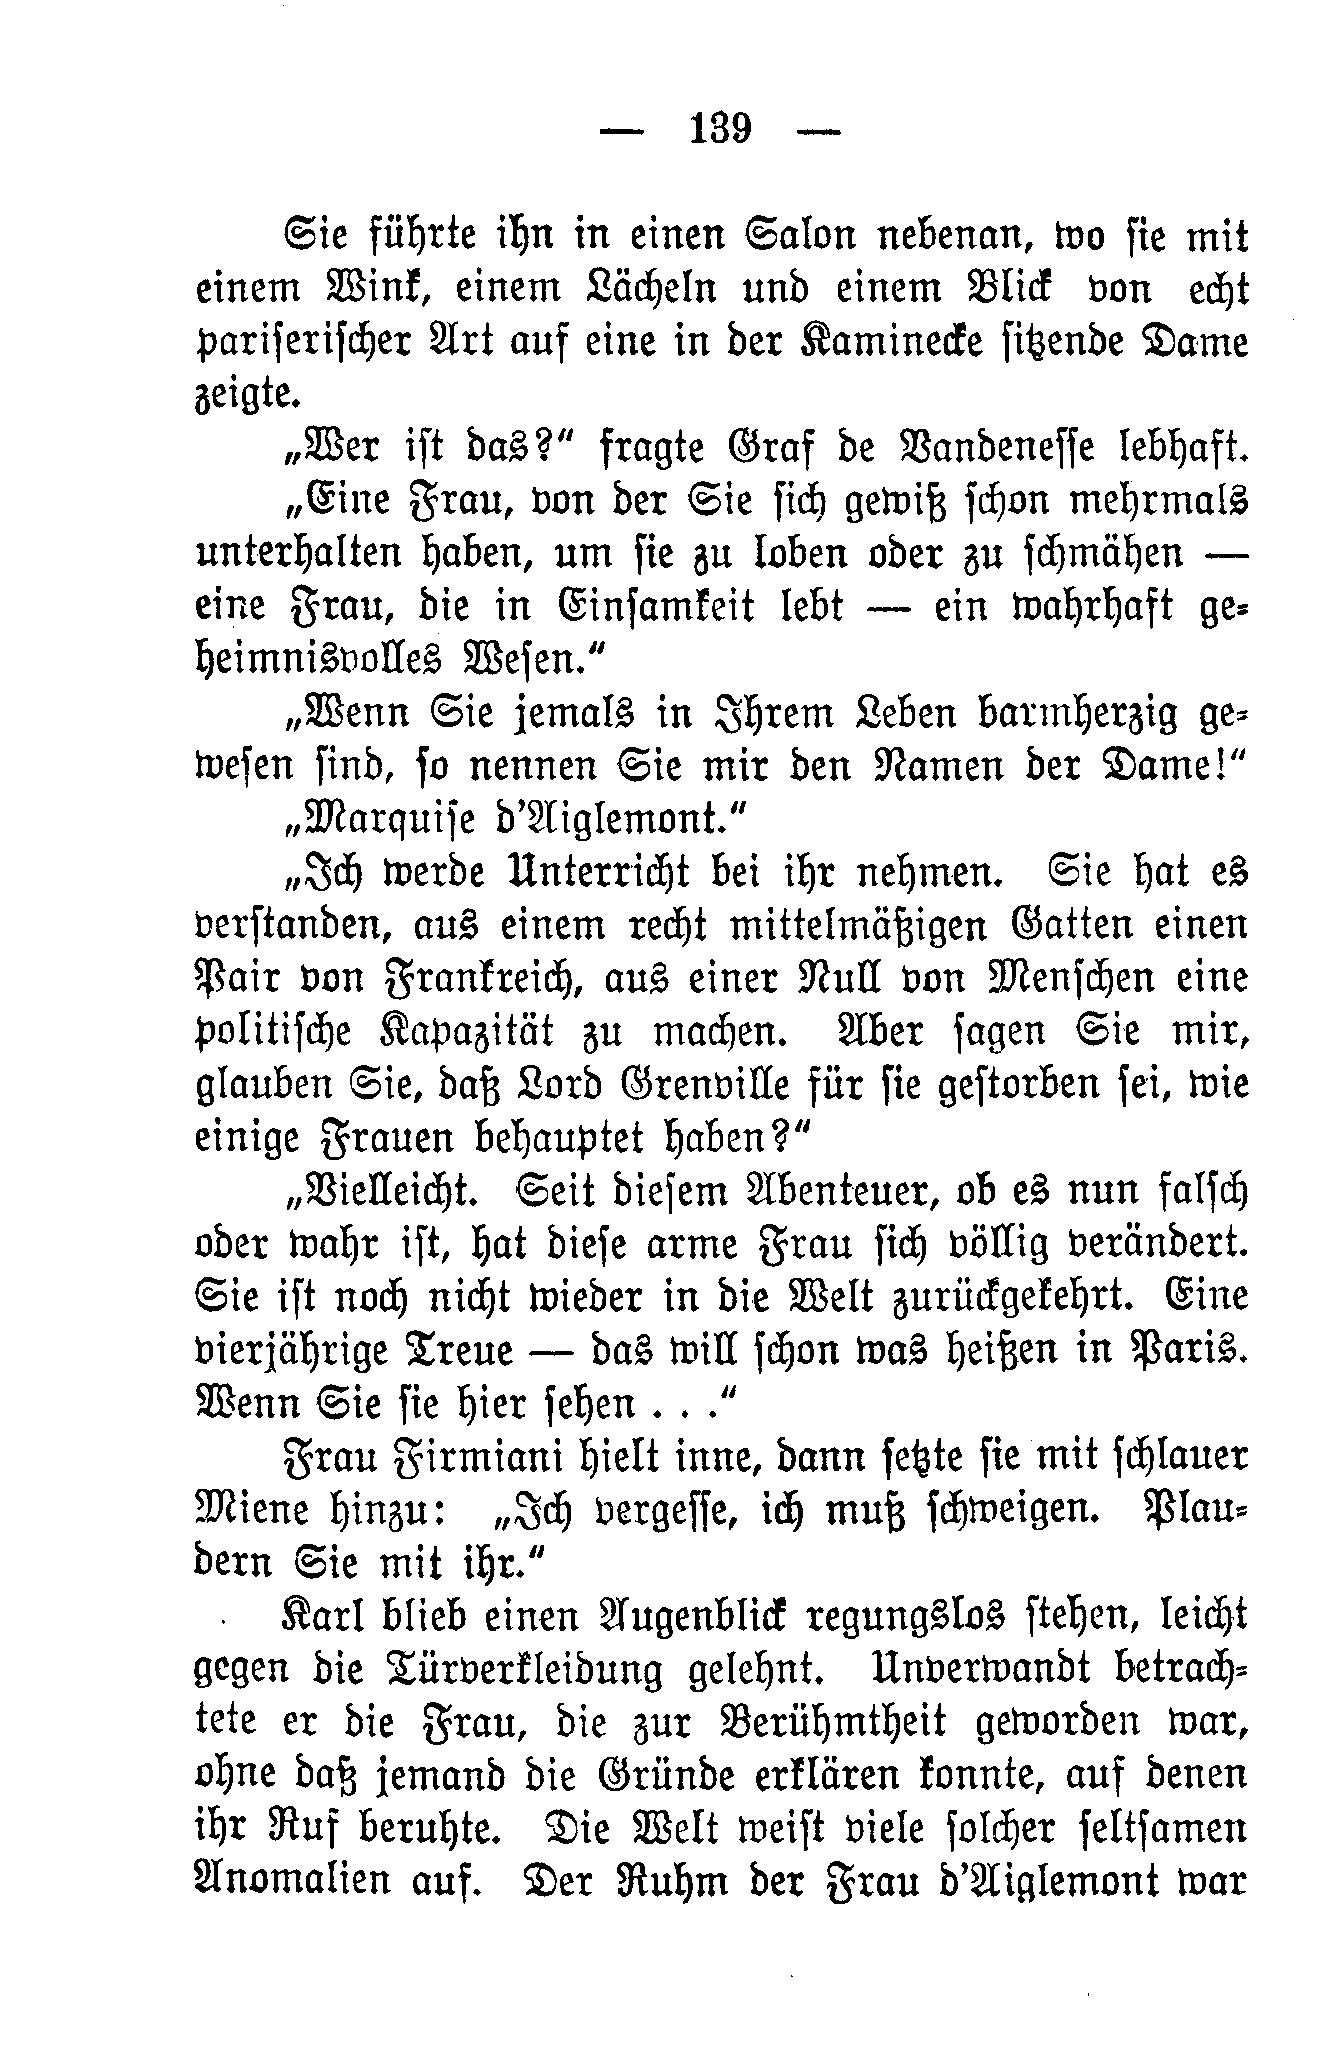 — 139 —
Sie führte ihn in einen Salon nebenan, wo sie mit
einem Wink, einem Lächeln und einem Blick von echt
pariserischer Art auf eine in der Kaminecke sitzende Dame
zeigte.
„Wer ist das?“ fragte Graf de Vandenesse lebhaft.
„Eine Frau, von der Sie sich gewiß schon mehrmals
unterhalten haben, um sie zu loben oder zu schmähen —
eine Frau, die in Einsamkeit lebt — ein wahrhaft ge-
heimnisvolles Wesen.“
„Wenn Sie jemals in Ihrem Leben barmherzig ge-
wesen sind, so nennen Sie mir den Namen der Dame!“
„Marquise d'Aiglemont.“
„Ich werde Unterricht bei ihr nehmen. Sie hat es
verstanden, aus einem recht mittelmäßigen Gatten einen
Pair von Frankreich, aus einer Null von Menschen eine
politische Kapazität zu machen. Aber sagen Sie mir,
glauben Sie, daß Lord Grenville für sie gestorben sei, wie
einige Frauen behauptet haben?“
„Vielleicht. Seit diesem Abenteuer, ob es nun falsch
oder wahr ist, hat diese arme Frau sich völlig verändert.
Sie ist noch nicht wieder in die Welt zurückgekehrt. Eine
vierjährige Treue — das will schon was heißen in Paris.
Wenn Sie sie hier sehen . . .“
Frau Firmiani hielt inne, dann setzte sie mit schlauer
Miene hinzu: „Ich vergesse, ich muß schweigen. Plau-
dern Sie mit ihr.“
Karl blieb einen Augenblick regungslos stehen, leicht
gegen die Türverkleidung gelehnt. Unverwandt betrach-
tete er die Frau, die zur Berühmtheit geworden war,
ohne daß jemand die Gründe erklären konnte, auf denen
ihr Ruf beruhte. Die Welt weist viele solcher seltsamen
Anomalien auf. Der Ruhm der Frau d'Aiglemont war